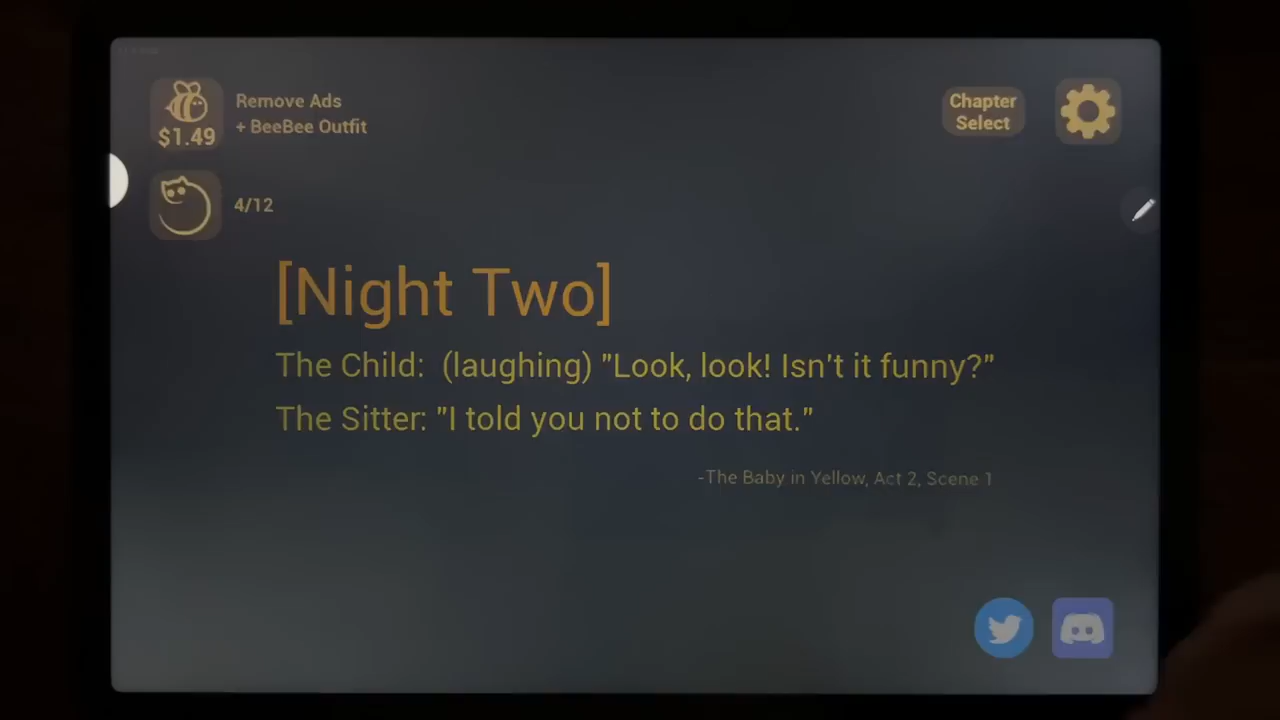 Remove Ads
+ BeeBee Outfit
$1.49
Chapter
Select
4/12
[Night Two]
The Child: (laughing) "Look, look! Isn't it funny?"
The Sitter: "I told you not to do that."
-The Baby in Yellow, Act 2, Scene 1